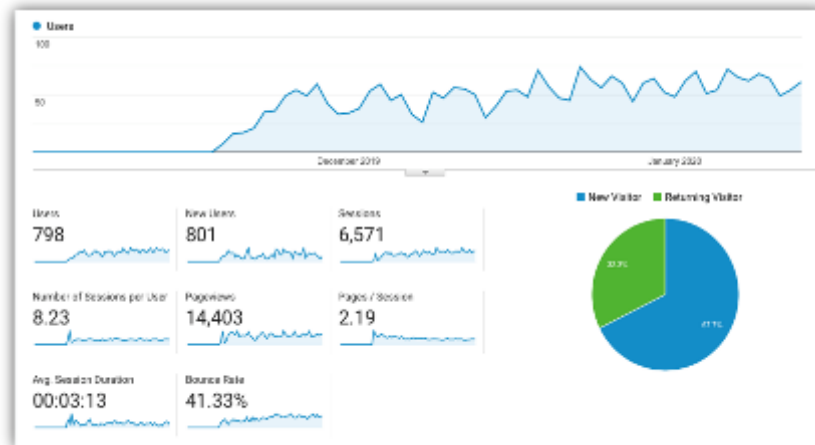 Users
100
50
December 2019
January 2020
New Visitor
Returning Visitor
Users
798
New Users
801
Sessions
6,571
Number of Sessions per User
8.23
Pageviews
14,403
Pages / Session
2.19
Avg. Session Duration
00:03:13
Bounce Rate
41.33%